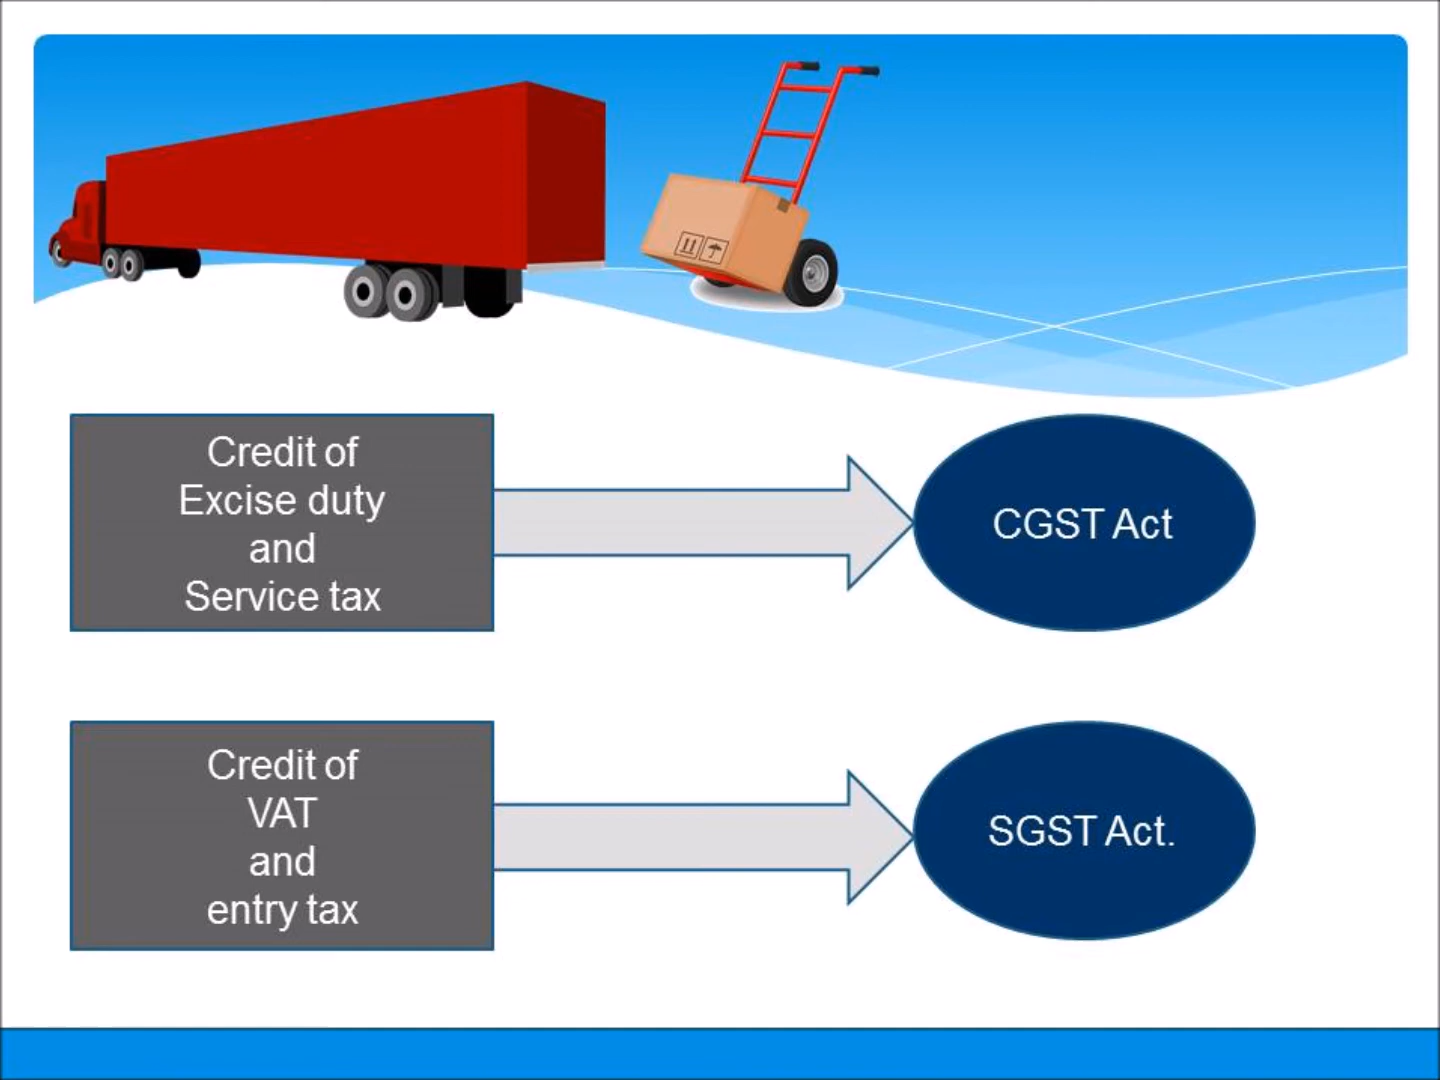 Credit of
Excise duty
and
Service tax
CGST Act
Credit of
VAT
and
entry tax
SGST Act.